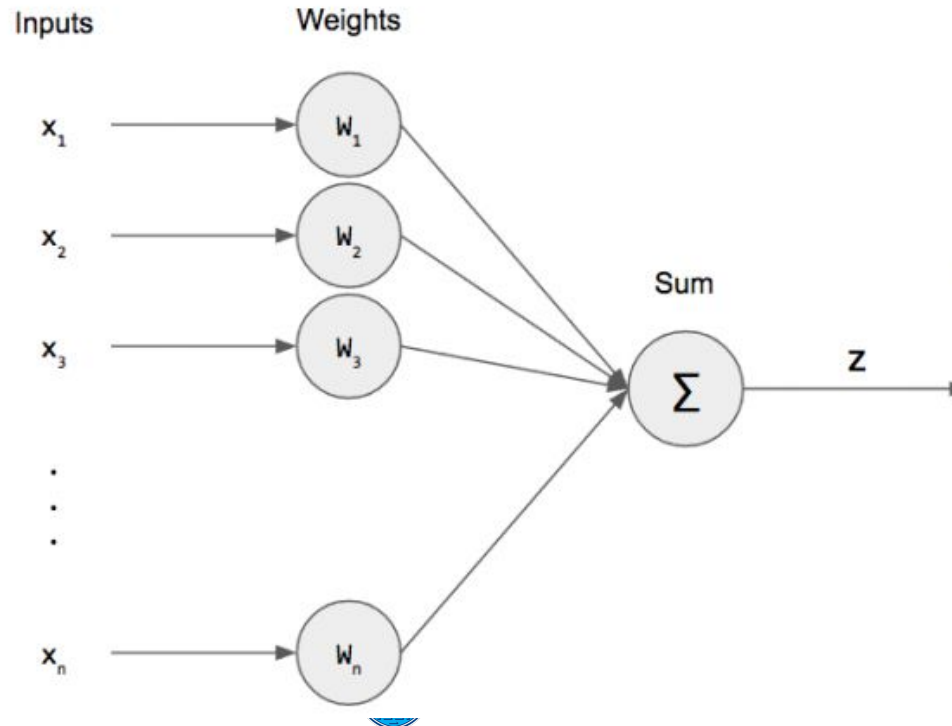 Inputs Weights
x₁ W₁
x₂ W₂
Sum
x₃ W₃
Σ z
.
.
.
xₙ Wₙ